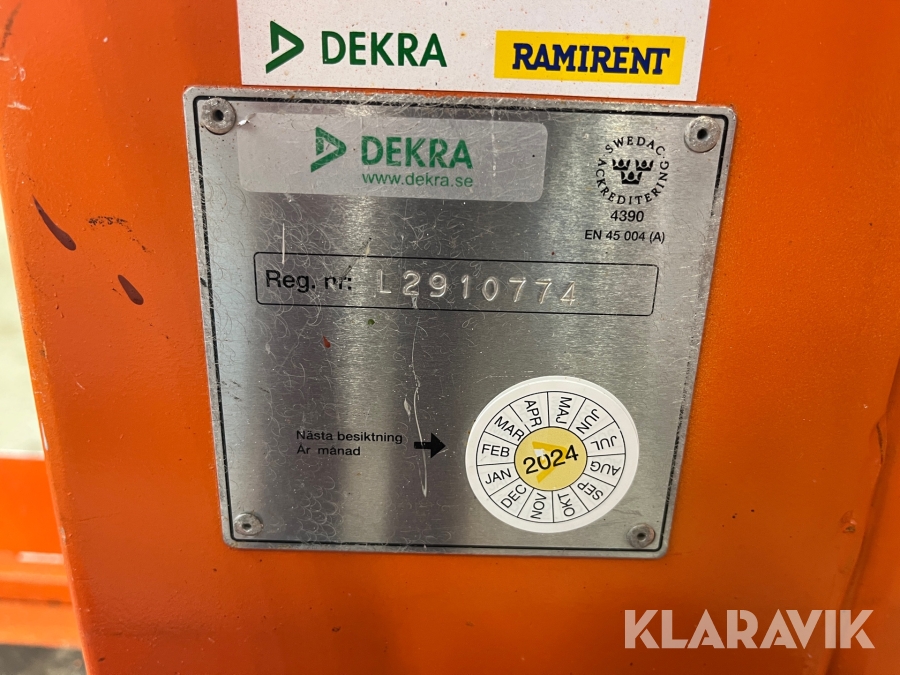 DEKRA
RAMIRENT
DEKRA
www.dekra.se
SWEDAC
ACKREDITERING
4390
EN 45 004 (A)
Reg. nr: L2910774
Nästa besiktning
År månad
JAN
FEB
MAR
APR
MAJ
JUN
JUL
AUG
SEP
OKT
NOV
DEC
2024
KLARAVIK